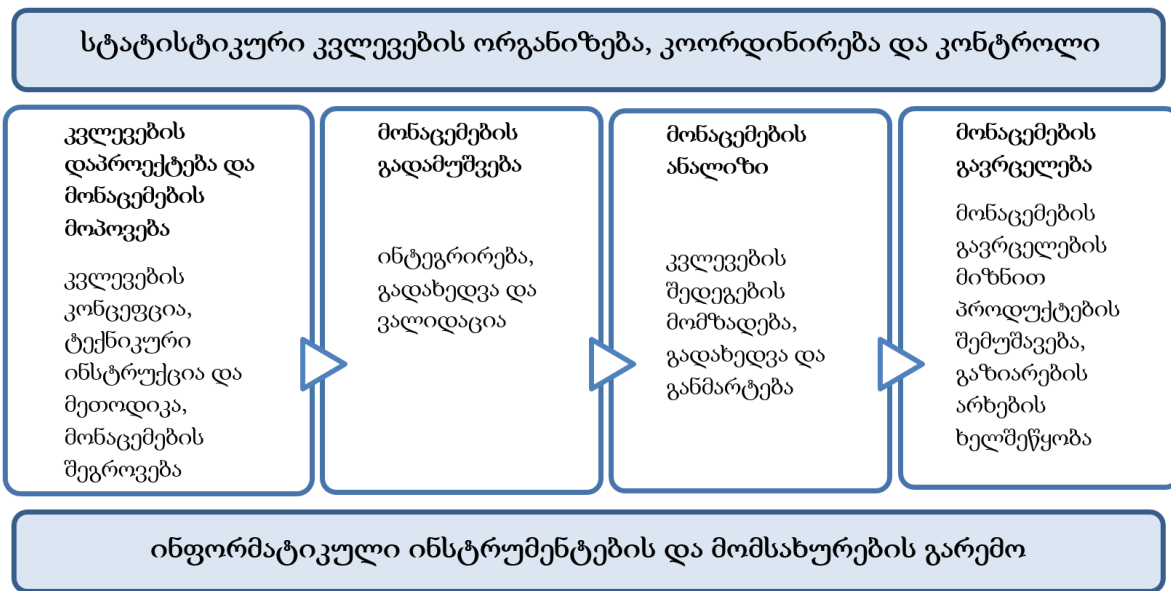 სტატისტიკური კვლევების ორგანიზება, კოორდინირება და კონტროლი
კვლევების
დაპროექტება და
მონაცემების
მოპოვება
კვლევების
კონცეფცია,
ტექნიკური
ინსტრუქცია და
მეთოდიკა,
მონაცემების
შეგროვება
მონაცემების
გადამუშვება
ინტეგრირება,
გადახედვა და
ვალიდაცია
მონაცემების
ანალიზი
კვლევების
შედეგების
მომზადება,
გადახედვა და
განმარტება
მონაცემების
გავრცელება
მონაცემების
გავრცელების
მიზნით
პროდუქტების
შემუშავება,
გაზიარების
არხების
ხელშეწყობა
ინფორმატიკული ინსტრუმენტების და მომსახურების გარემო